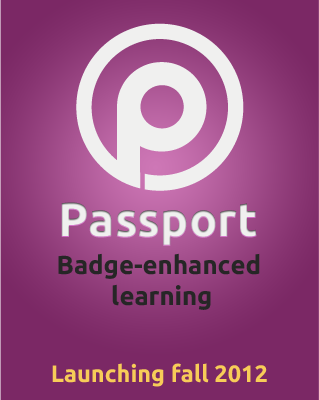 Passport
Badge-enhanced
learning
Launching fall 2012